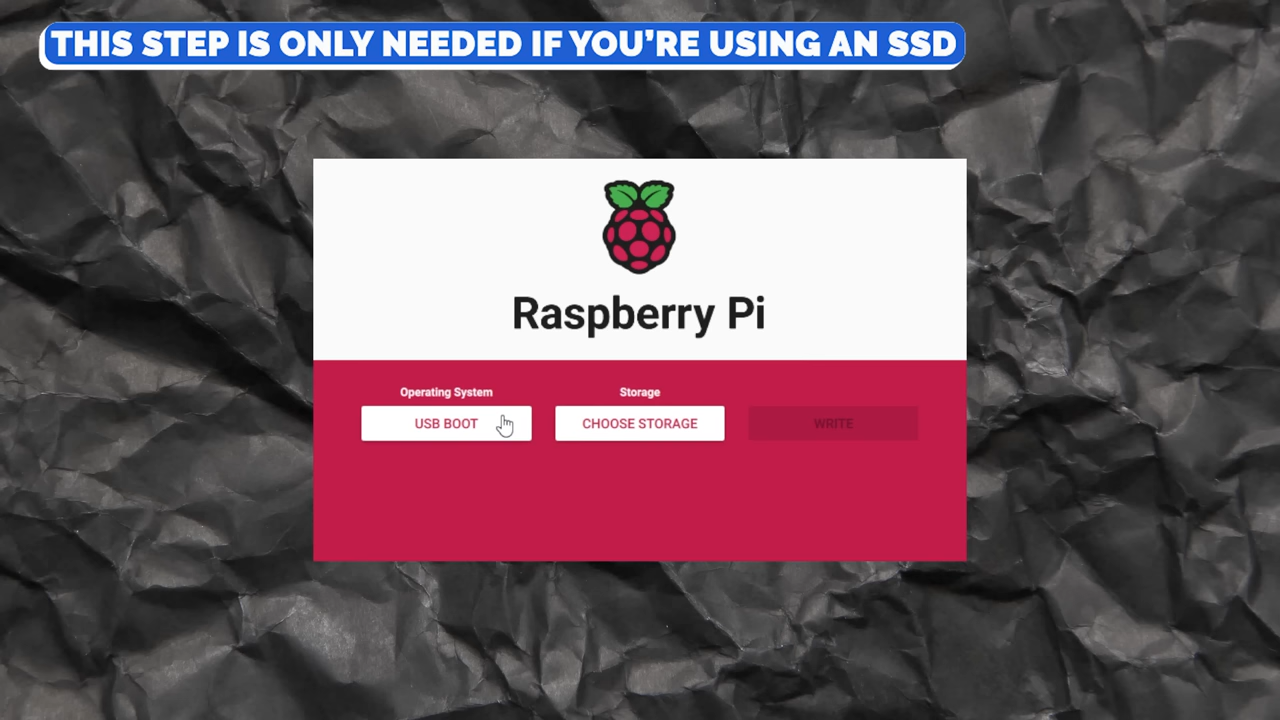 THIS STEP IS ONLY NEEDED IF YOU’RE USING AN SSD
Raspberry Pi
Operating System
Storage
USB BOOT
CHOOSE STORAGE
WRITE